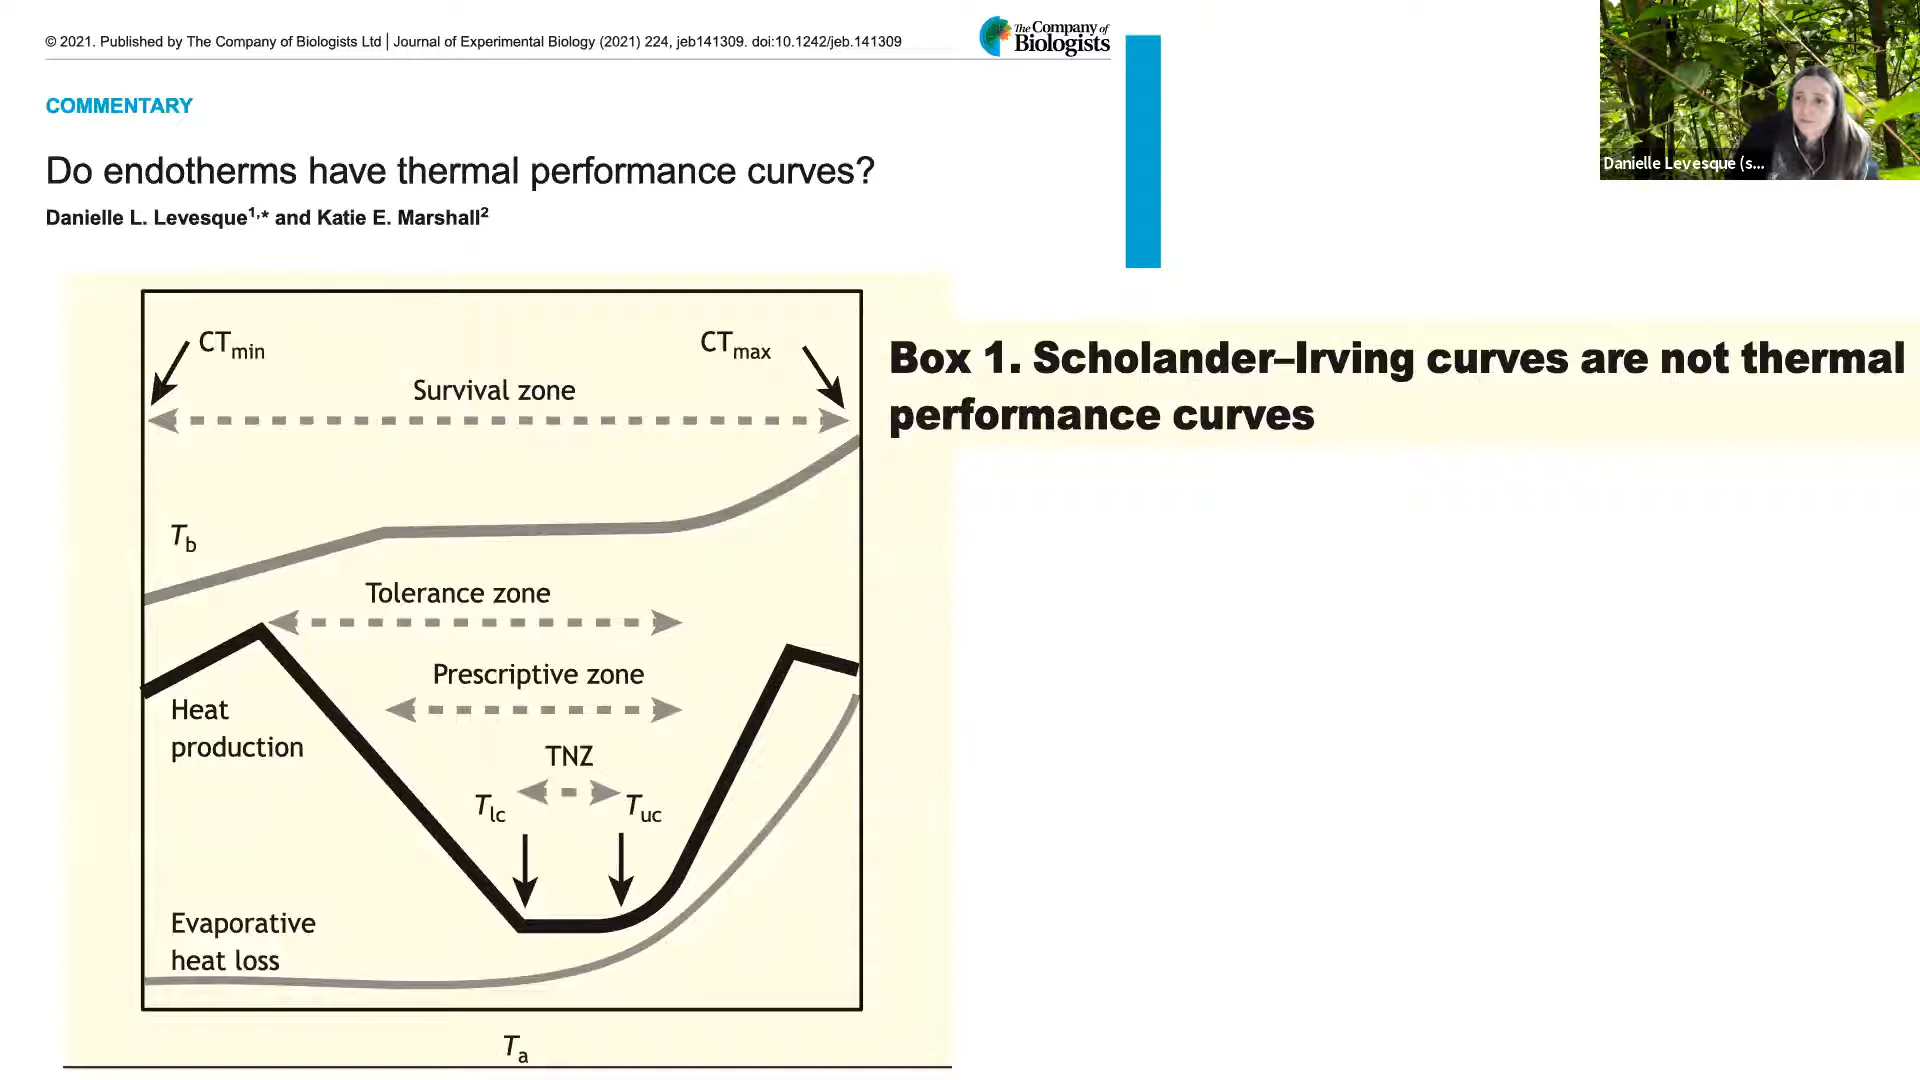 © 2021. Published by The Company of Biologists Ltd | Journal of Experimental Biology (2021) 224, jeb141309. doi:10.1242/jeb.141309
The Company of
Biologists
COMMENTARY
Do endotherms have thermal performance curves?
Danielle L. Levesque1,* and Katie E. Marshall2
Danielle Levesque (s...
CTmin
CTmax
Survival zone
Box 1. Scholander–Irving curves are not thermal
performance curves
Tb
Tolerance zone
Prescriptive zone
Heat
production
TNZ
Tlc
Tuc
Evaporative
heat loss
Ta